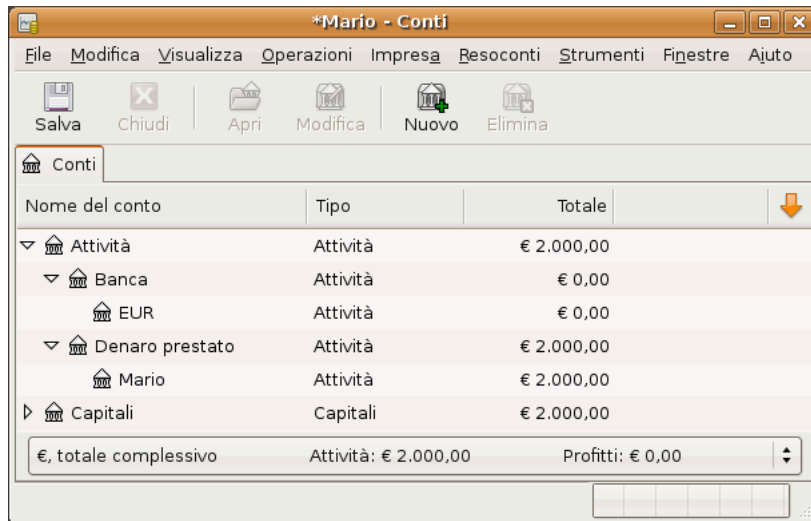 *Mario - Conti
File Modifica Visualizza Operazioni Impresa Resoconti Strumenti Finestre Aiuto
Salva Chiudi Apri Modifica Nuovo Elimina
Conti
Nome del conto Tipo Totale
Attività Attività € 2.000,00
Banca Attività € 0,00
EUR Attività € 0,00
Denaro prestato Attività € 2.000,00
Mario Attività € 2.000,00
Capitali Capitali € 2.000,00
€, totale complessivo Attività: € 2.000,00 Profitti: € 0,00